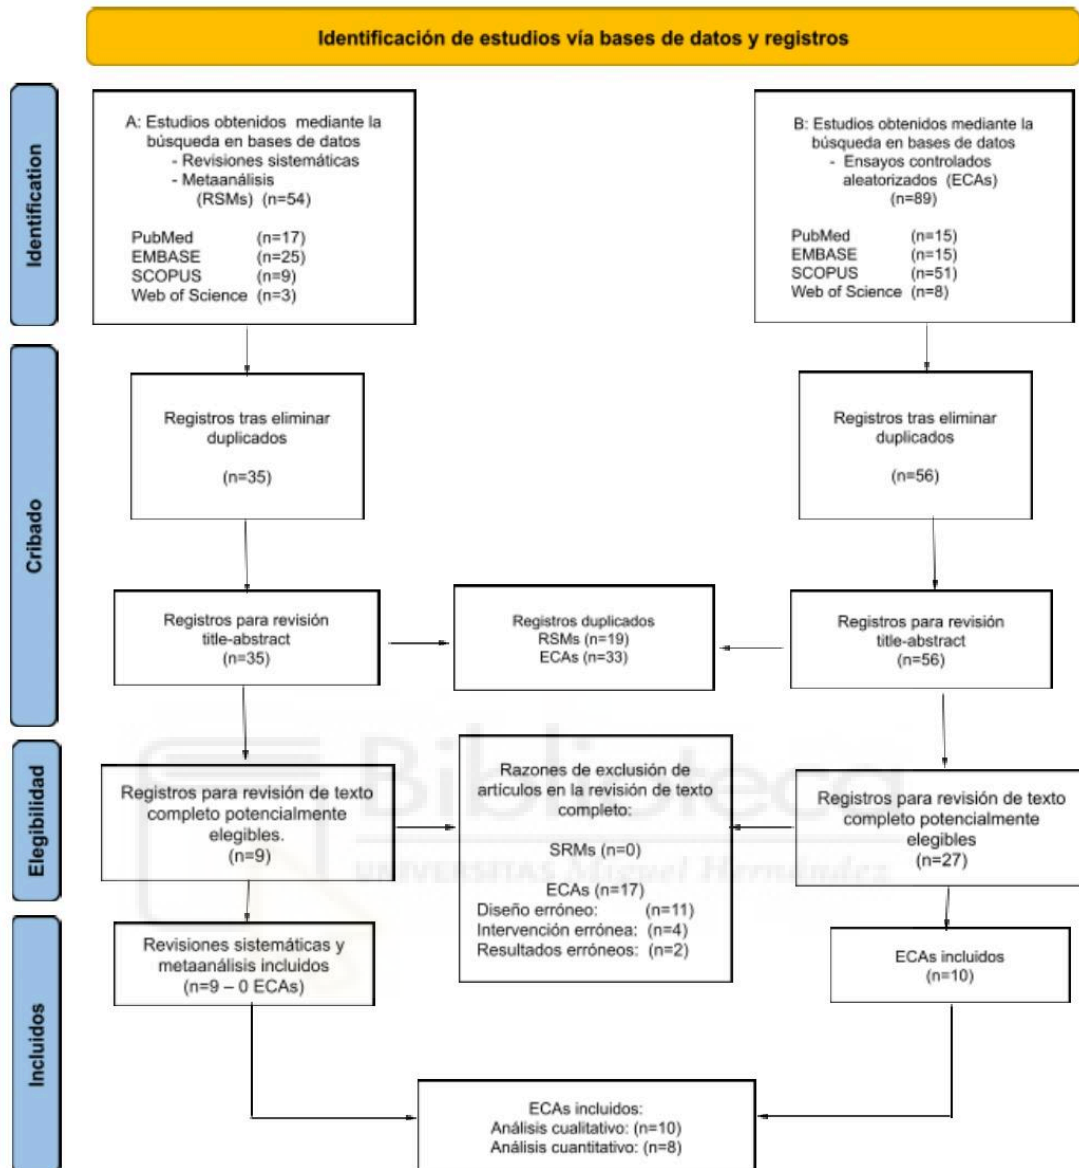 Identificación de estudios vía bases de datos y registros
Identification
A: Estudios obtenidos mediante la
búsqueda en bases de datos
- Revisiones sistemáticas
- Metaanálisis
(RSMs) (n=54)
PubMed (n=17)
EMBASE (n=25)
SCOPUS (n=9)
Web of Science (n=3)
B: Estudios obtenidos mediante la
búsqueda en bases de datos
- Ensayos controlados
aleatorizados (ECAs)
(n=89)
PubMed (n=15)
EMBASE (n=15)
SCOPUS (n=51)
Web of Science (n=8)
Cribado
Registros tras eliminar
duplicados
(n=35)
Registros tras eliminar
duplicados
(n=56)
Registros para revisión
title-abstract
(n=35)
Registros duplicados
RSMs (n=19)
ECAs (n=33)
Registros para revisión
title-abstract
(n=56)
Elegibilidad
Registros para revisión de texto
completo potencialmente
elegibles.
(n=9)
Razones de exclusión de
artículos en la revisión de texto
completo:
SRMs (n=0)
ECAs (n=17)
Diseño erróneo: (n=11)
Intervención errónea: (n=4)
Resultados erróneos: (n=2)
Registros para revisión de texto
completo potencialmente
elegibles
(n=27)
Biblioteca
UNIVERSITAS Miguel Hernández
Incluidos
Revisiones sistemáticas y
metaanálisis incluidos
(n=9 – 0 ECAs)
ECAs incluidos
(n=10)
ECAs incluidos:
Análisis cualitativo: (n=10)
Análisis cuantitativo: (n=8)